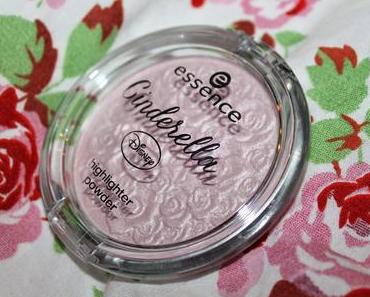 essence
Cinderella
DISNEY
highlighter
powder